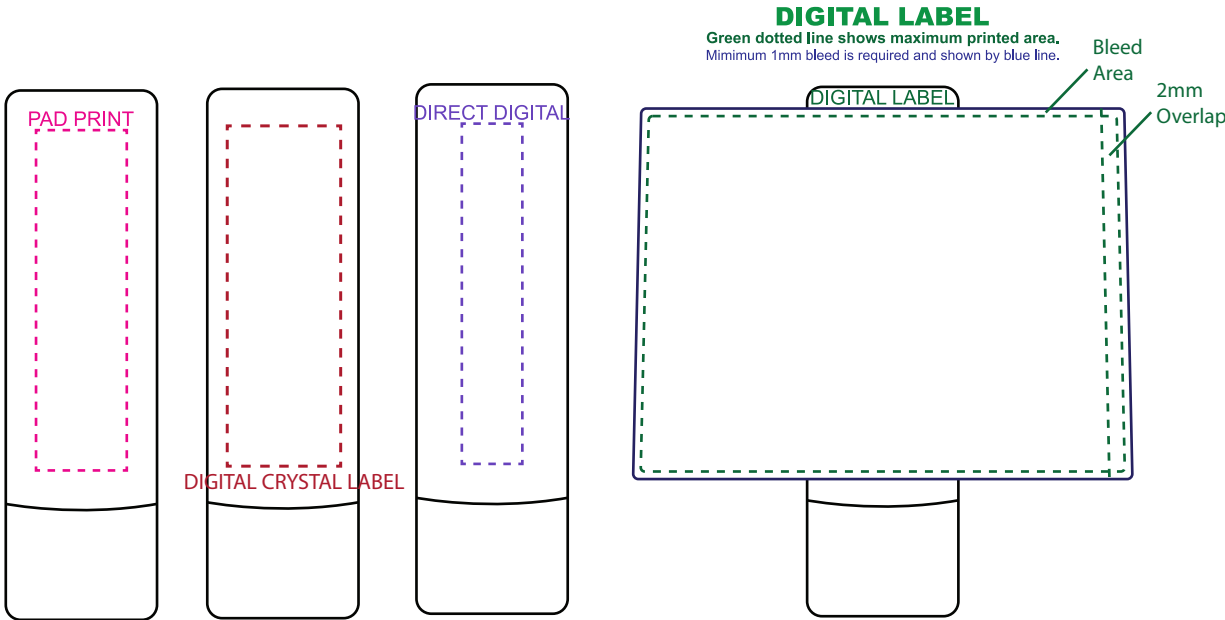 DIGITAL LABEL
Green dotted line shows maximum printed area.
Mimimum 1mm bleed is required and shown by blue line.
Bleed
Area
2mm
Overlap
PAD PRINT
DIRECT DIGITAL
DIGITAL LABEL
DIGITAL CRYSTAL LABEL